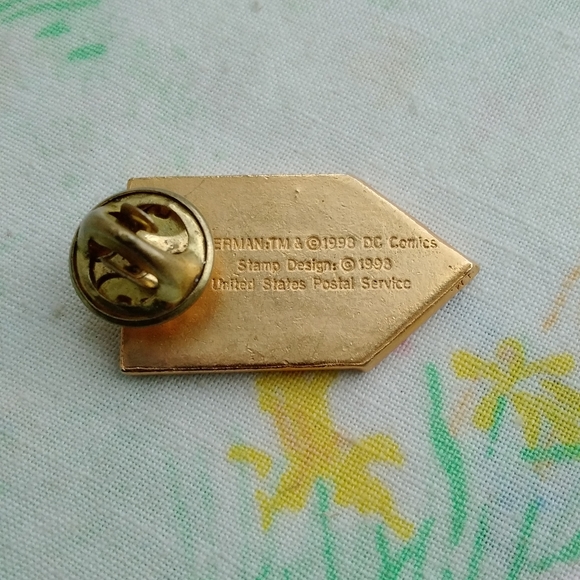 ERMAN:TM & ©1998 DC Comics
Stamp Design: ©1998
United States Postal Service